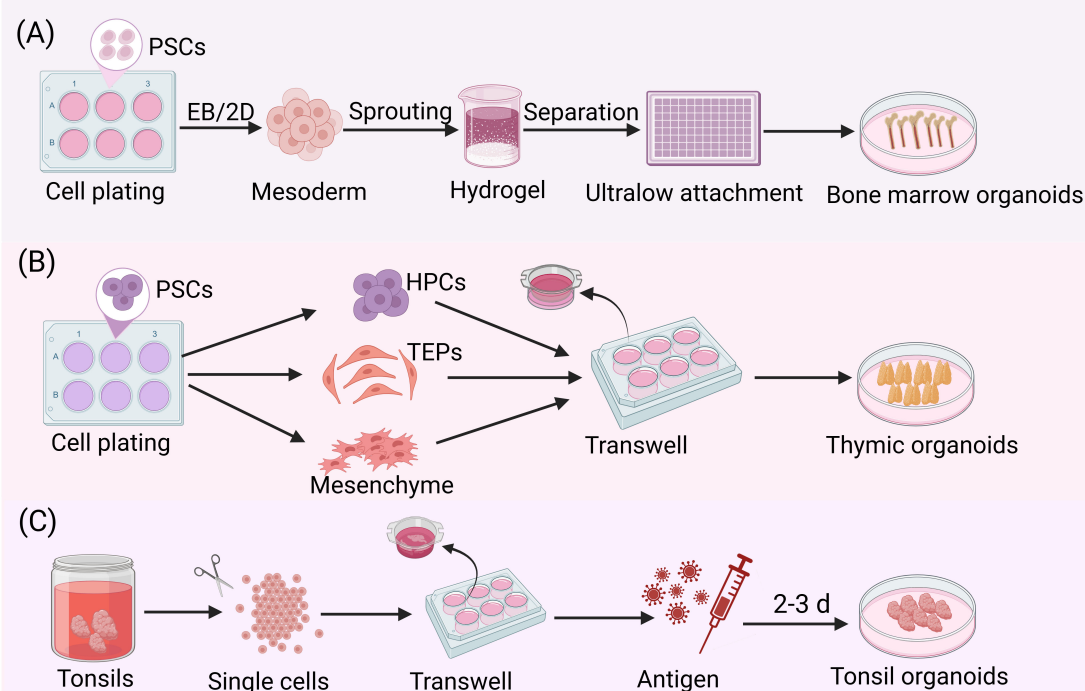 (A)
PSCs
1 3
A
B
Cell plating
EB/2D
Mesoderm
Sprouting
Hydrogel
Separation
Ultralow attachment
Bone marrow organoids
(B)
PSCs
1 3
A
B
Cell plating
HPCs
TEPs
Mesenchyme
Transwell
Thymic organoids
(C)
Tonsils
Single cells
Transwell
Antigen
2-3 d
Tonsil organoids